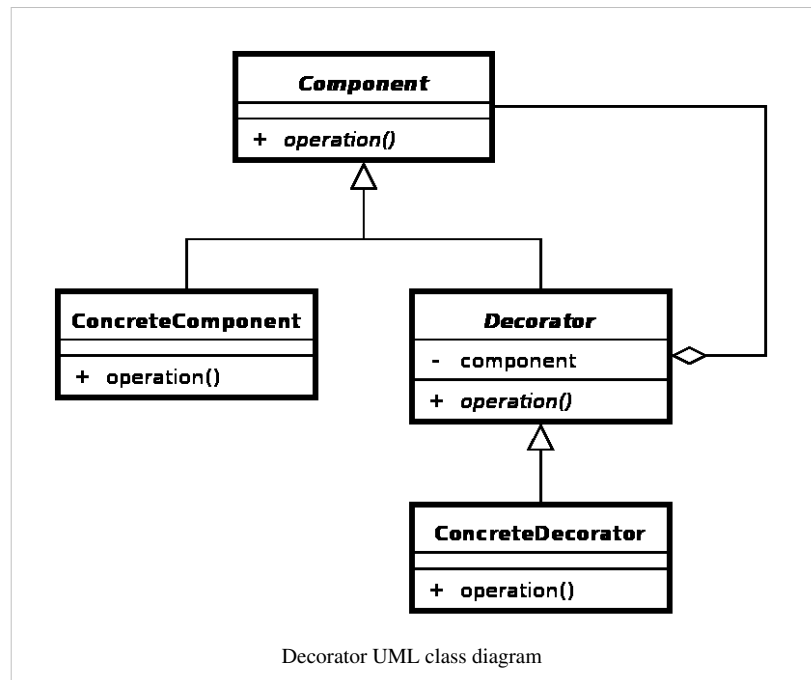 Component
+ operation()
ConcreteComponent
+ operation()
Decorator
- component
+ operation()
ConcreteDecorator
+ operation()
Decorator UML class diagram